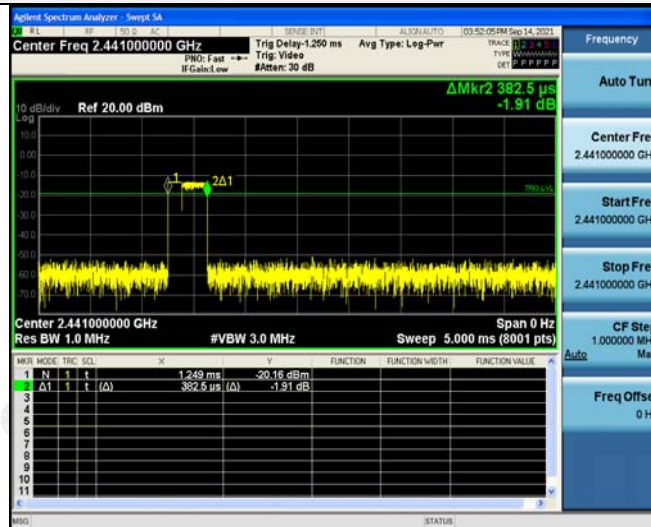 Agilent Spectrum Analyzer - Swept SA
RL RF 50 Ω AC SENSE:INT ALIGN AUTO 03:52:05 PM Sep 14, 2021
Center Freq 2.441000000 GHz
PNO: Fast
IFGain:Low
Trig Delay-1.250 ms
Trig: Video
#Atten: 30 dB
Avg Type: Log-Pwr
TRACE 1 2 3 4 5 6
TYPE
DET P P P P P P
ΔMkr2 382.5 µs
-1.91 dB
10 dB/div
Log
Ref 20.00 dBm
10.0
0.00
-10.0
-20.0
-30.0
-40.0
-50.0
-60.0
-70.0
1
2Δ1
TRIG LVL
Center 2.441000000 GHz
Res BW 1.0 MHz
#VBW 3.0 MHz
Span 0 Hz
Sweep 5.000 ms (8001 pts)
MKR MODE TRC SCL X Y FUNCTION FUNCTION WIDTH FUNCTION VALUE
1 N 1 t 1.249 ms -20.16 dBm
2 Δ1 1 t (Δ) 382.5 µs (Δ) -1.91 dB
3
4
5
6
7
8
9
10
11
MSG STATUS
Frequency
Auto Tun
Center Fre
2.441000000 GH
Start Fre
2.441000000 GH
Stop Fre
2.441000000 GH
CF Ste
1.000000 MH
Auto Ma
Freq Offse
0 H